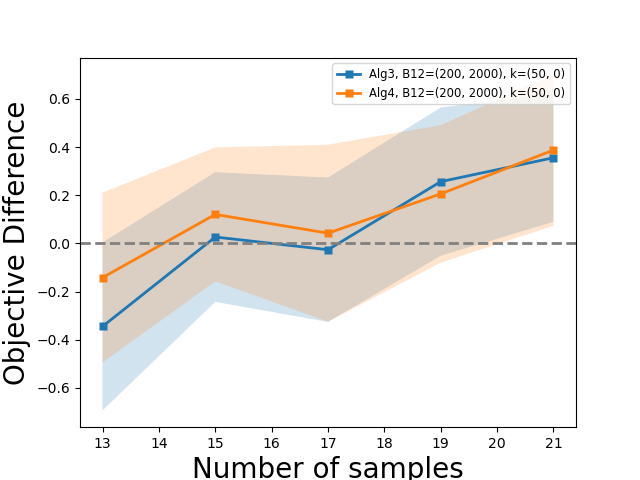 Alg3, B12=(200, 2000), k=(50, 0)
Alg4, B12=(200, 2000), k=(50, 0)
Objective Difference
0.6
0.4
0.2
0.0
−0.2
−0.4
−0.6
13 14 15 16 17 18 19 20 21
Number of samples